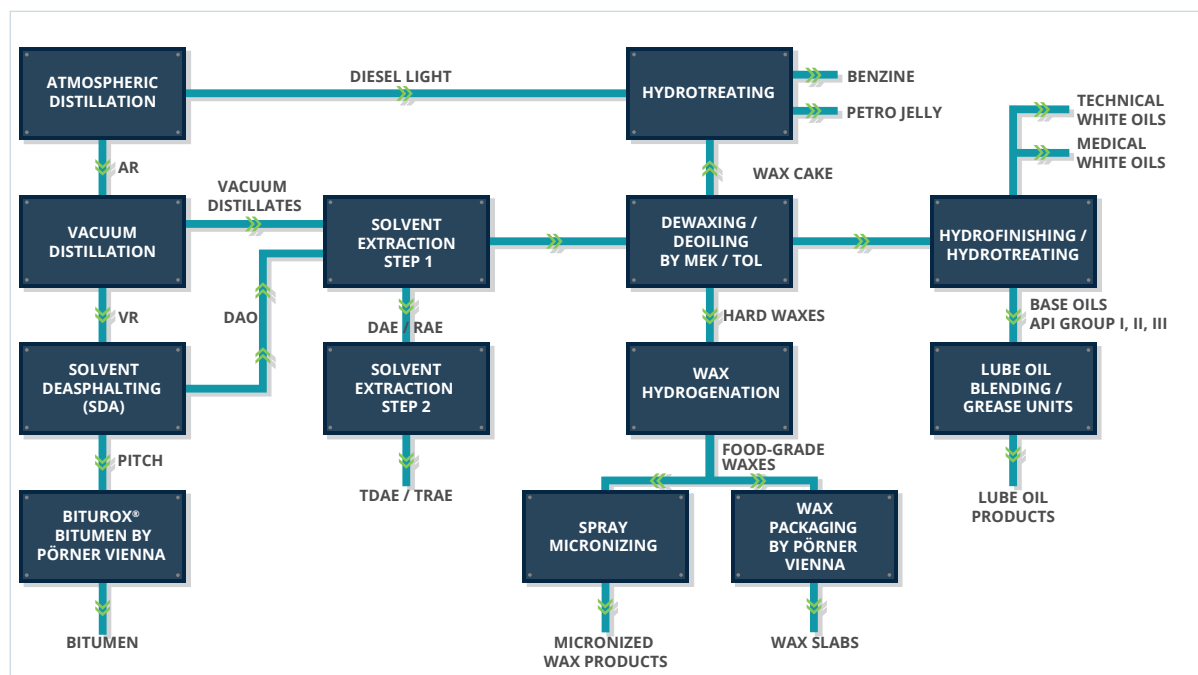 ATMOSPHERIC
DISTILLATION
DIESEL LIGHT
HYDROTREATING
BENZINE
PETRO JELLY
TECHNICAL
WHITE OILS
MEDICAL
WHITE OILS
AR
VACUUM
DISTILLATES
WAX CAKE
VACUUM
DISTILLATION
SOLVENT
EXTRACTION
STEP 1
DEWAXING /
DEOILING
BY MEK / TOL
HYDROFINISHING /
HYDROTREATING
VR
DAO
DAE / RAE
HARD WAXES
BASE OILS
API GROUP I, II, III
SOLVENT
DEASPHALTING
(SDA)
SOLVENT
EXTRACTION
STEP 2
WAX
HYDROGENATION
LUBE OIL
BLENDING /
GREASE UNITS
PITCH
TDAE / TRAE
FOOD-GRADE
WAXES
LUBE OIL
PRODUCTS
BITUROX®
BITUMEN BY
PÖRNER VIENNA
SPRAY
MICRONIZING
WAX
PACKAGING
BY PÖRNER
VIENNA
BITUMEN
MICRONIZED
WAX PRODUCTS
WAX SLABS